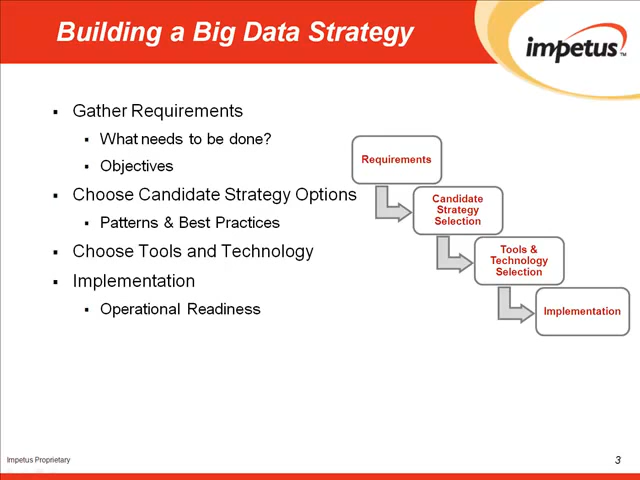 Building a Big Data Strategy
impetus™
▪ Gather Requirements
▪ What needs to be done?
▪ Objectives
▪ Choose Candidate Strategy Options
▪ Patterns & Best Practices
▪ Choose Tools and Technology
▪ Implementation
▪ Operational Readiness
Requirements
Candidate
Strategy
Selection
Tools &
Technology
Selection
Implementation
Impetus Proprietary
3